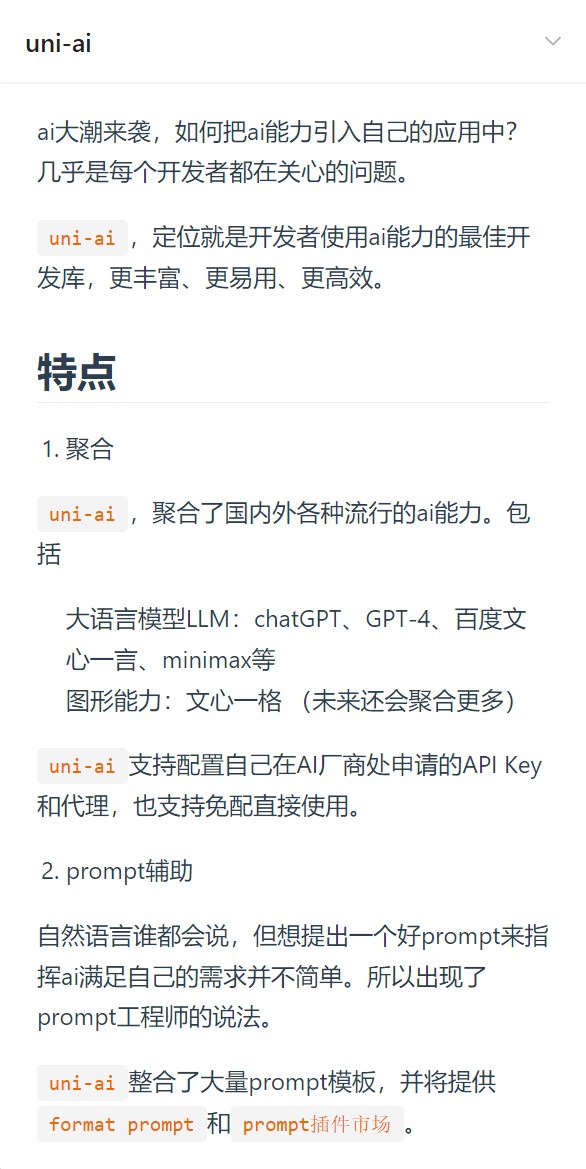 uni-ai
ai大潮来袭，如何把ai能力引入自己的应用中？
几乎是每个开发者都在关心的问题。
uni-ai，定位就是开发者使用ai能力的最佳开
发库，更丰富、更易用、更高效。
特点
1. 聚合
uni-ai，聚合了国内外各种流行的ai能力。包
括
大语言模型LLM：chatGPT、GPT-4、百度文
心一言、minimax等
图形能力：文心一格 （未来还会聚合更多）
uni-ai支持配置自己在AI厂商处申请的API Key
和代理，也支持免配直接使用。
2. prompt辅助
自然语言谁都会说，但想提出一个好prompt来指
挥ai满足自己的需求并不简单。所以出现了
prompt工程师的说法。
uni-ai整合了大量prompt模板，并将提供
format prompt和prompt插件市场。